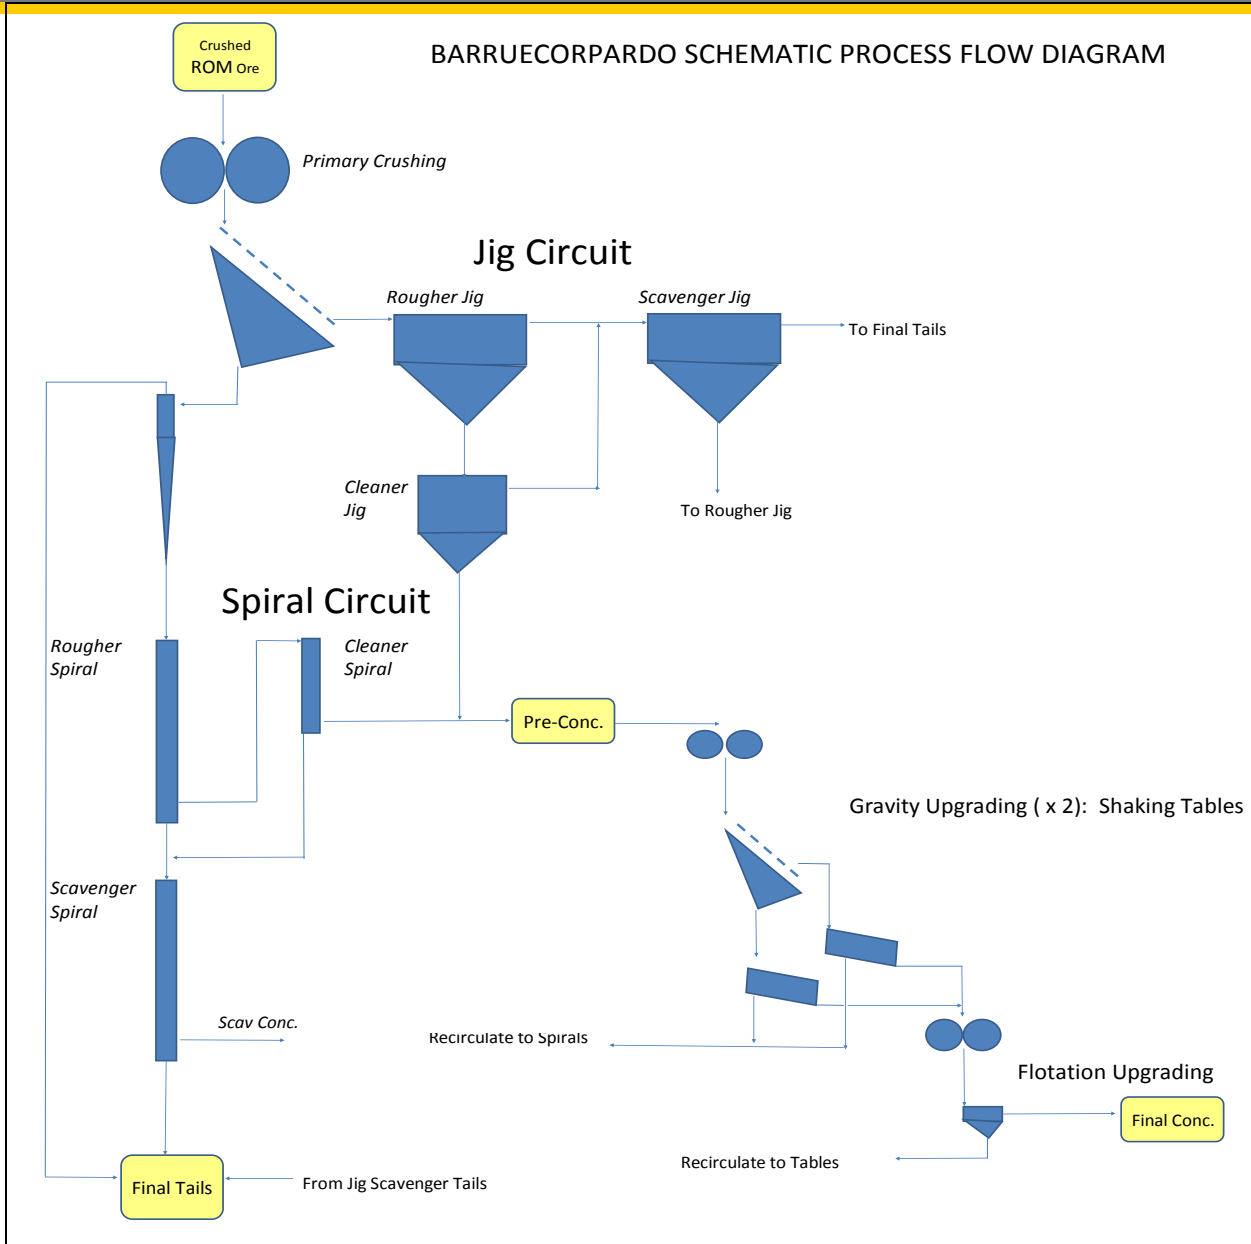 Crushed
ROM Ore
BARRUECORPARDO SCHEMATIC PROCESS FLOW DIAGRAM
Primary Crushing
Jig Circuit
Rougher Jig
Scavenger Jig
To Final Tails
Cleaner
Jig
To Rougher Jig
Spiral Circuit
Rougher
Spiral
Cleaner
Spiral
Pre-Conc.
Gravity Upgrading ( x 2):  Shaking Tables
Scavenger
Spiral
Scav Conc.
Recirculate to Spirals
Flotation Upgrading
Final Conc.
Recirculate to Tables
Final Tails
From Jig Scavenger Tails